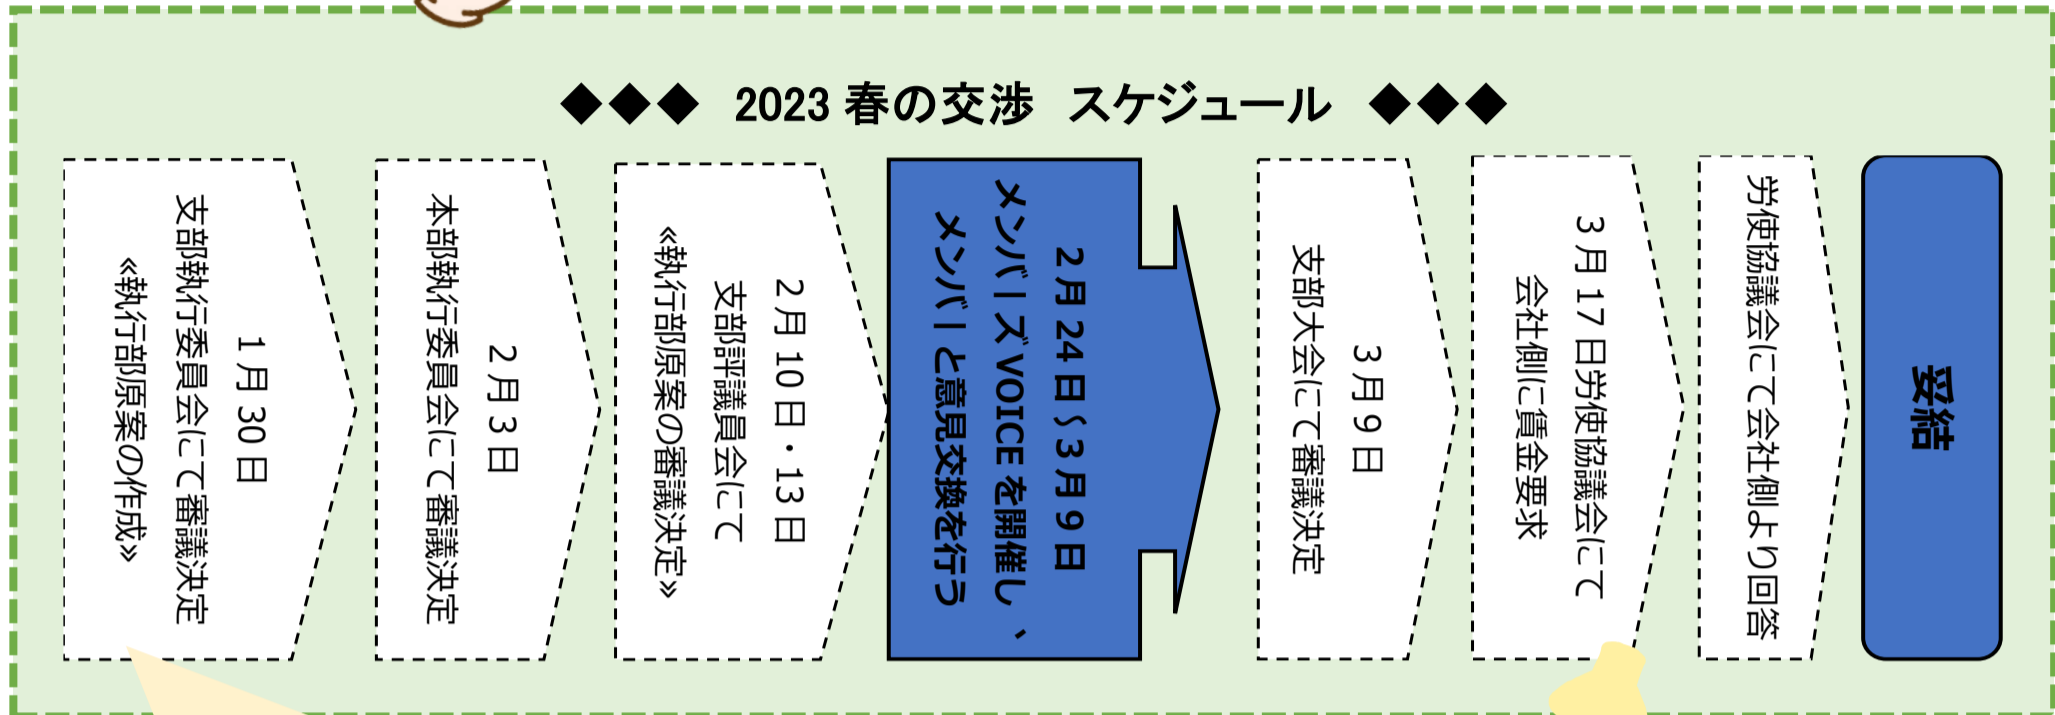 ◆◆◆ 2023 春の交渉 スケジュール ◆◆◆
1月30日
支部執行委員会にて審議決定
≪執行部原案の作成≫
2月3日
本部執行委員会にて審議決定
2月10日・13日
支部評議員会にて
≪執行部原案の審議決定≫
2月24日~3月9日
メンバーズVOICEを開催し、
メンバーと意見交換を行う
3月9日
支部大会にて審議決定
3月17日労使協議会にて
会社側に賃金要求
労使協議会にて会社側より回答
妥結